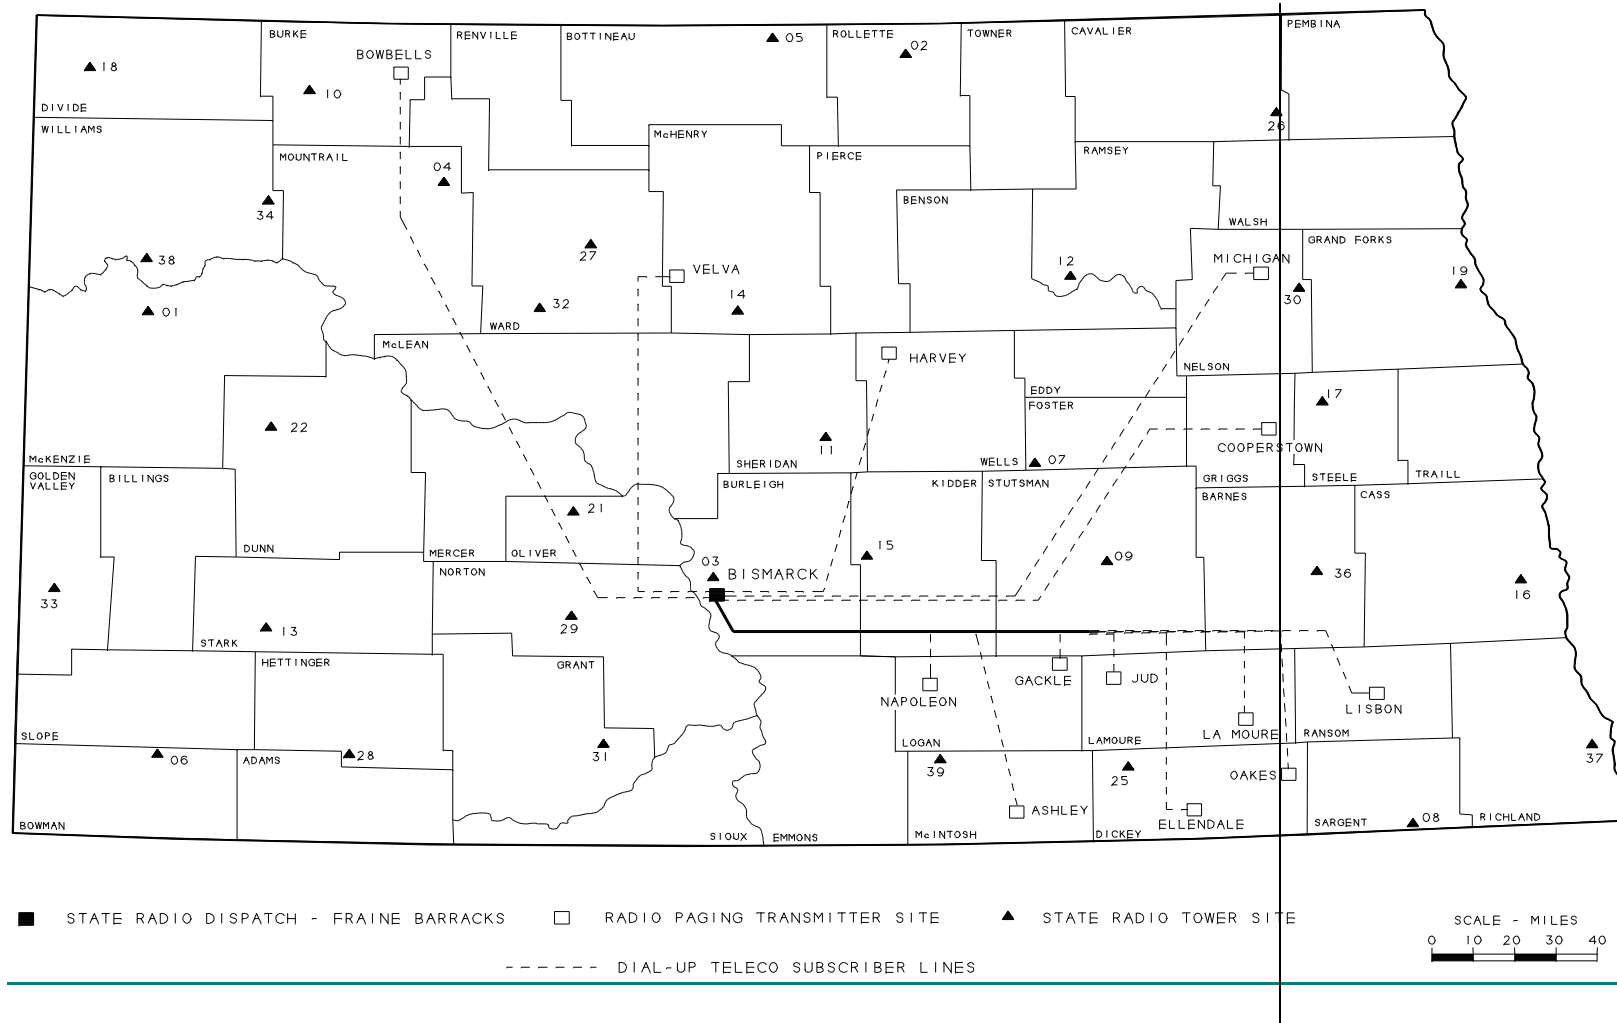 BURKE
RENVILLE
BOTTINEAU
05
ROLLETTE
02
TOWNER
CAVALIER
PEMBINA
BOWBELLS
18
10
DIVIDE
WILLIAMS
26
McHENRY
MOUNTRAIL
04
PIERCE
RAMSEY
BENSON
34
WALSH
GRAND FORKS
27
38
VELVA
12
MICHIGAN
19
14
30
01
32
WARD
McLEAN
HARVEY
NELSON
EDDY
FOSTER
17
22
11
COOPERSTOWN
McKENZIE
SHERIDAN
WELLS
07
GOLDEN
VALLEY
BILLINGS
BURLEIGH
KIDDER
STUTSMAN
GRIGGS
STEELE
TRAILL
BARNES
CASS
21
DUNN
MERCER
OLIVER
15
09
03
BISMARCK
NORTON
36
33
16
13
29
STARK
HETTINGER
GRANT
GACKLE
JUD
NAPOLEON
LISBON
SLOPE
LOGAN
LAMOURE
LA MOURE
RANSOM
06
ADAMS
28
31
39
25
OAKES
37
ASHLEY
ELLENDALE
BOWMAN
SIOUX
EMMONS
McINTOSH
DICKEY
SARGENT
08
RICHLAND
STATE RADIO DISPATCH - FRAINE BARRACKS
RADIO PAGING TRANSMITTER SITE
STATE RADIO TOWER SITE
SCALE - MILES
0 10 20 30 40
DIAL-UP TELECO SUBSCRIBER LINES